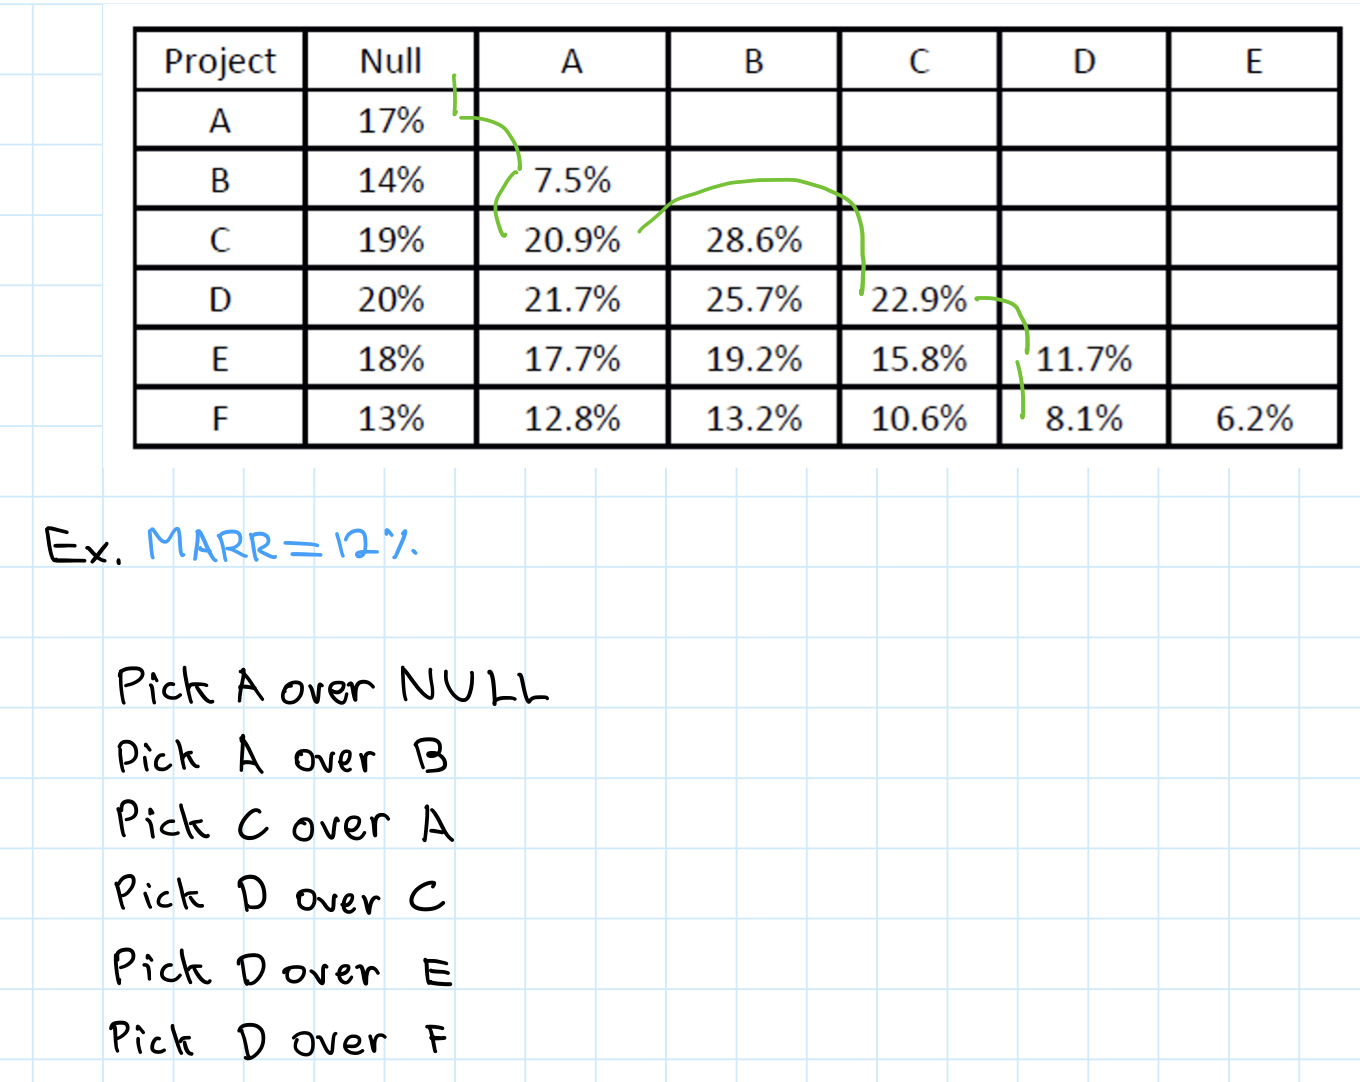 Project Null A B C D E
A 17%
B 14% 7.5%
C 19% 20.9% 28.6%
D 20% 21.7% 25.7% 22.9%
E 18% 17.7% 19.2% 15.8% 11.7%
F 13% 12.8% 13.2% 10.6% 8.1% 6.2%
Ex. MARR=12%
Pick A over NULL
Pick A over B
Pick C over A
Pick D over C
Pick D over E
Pick D over F